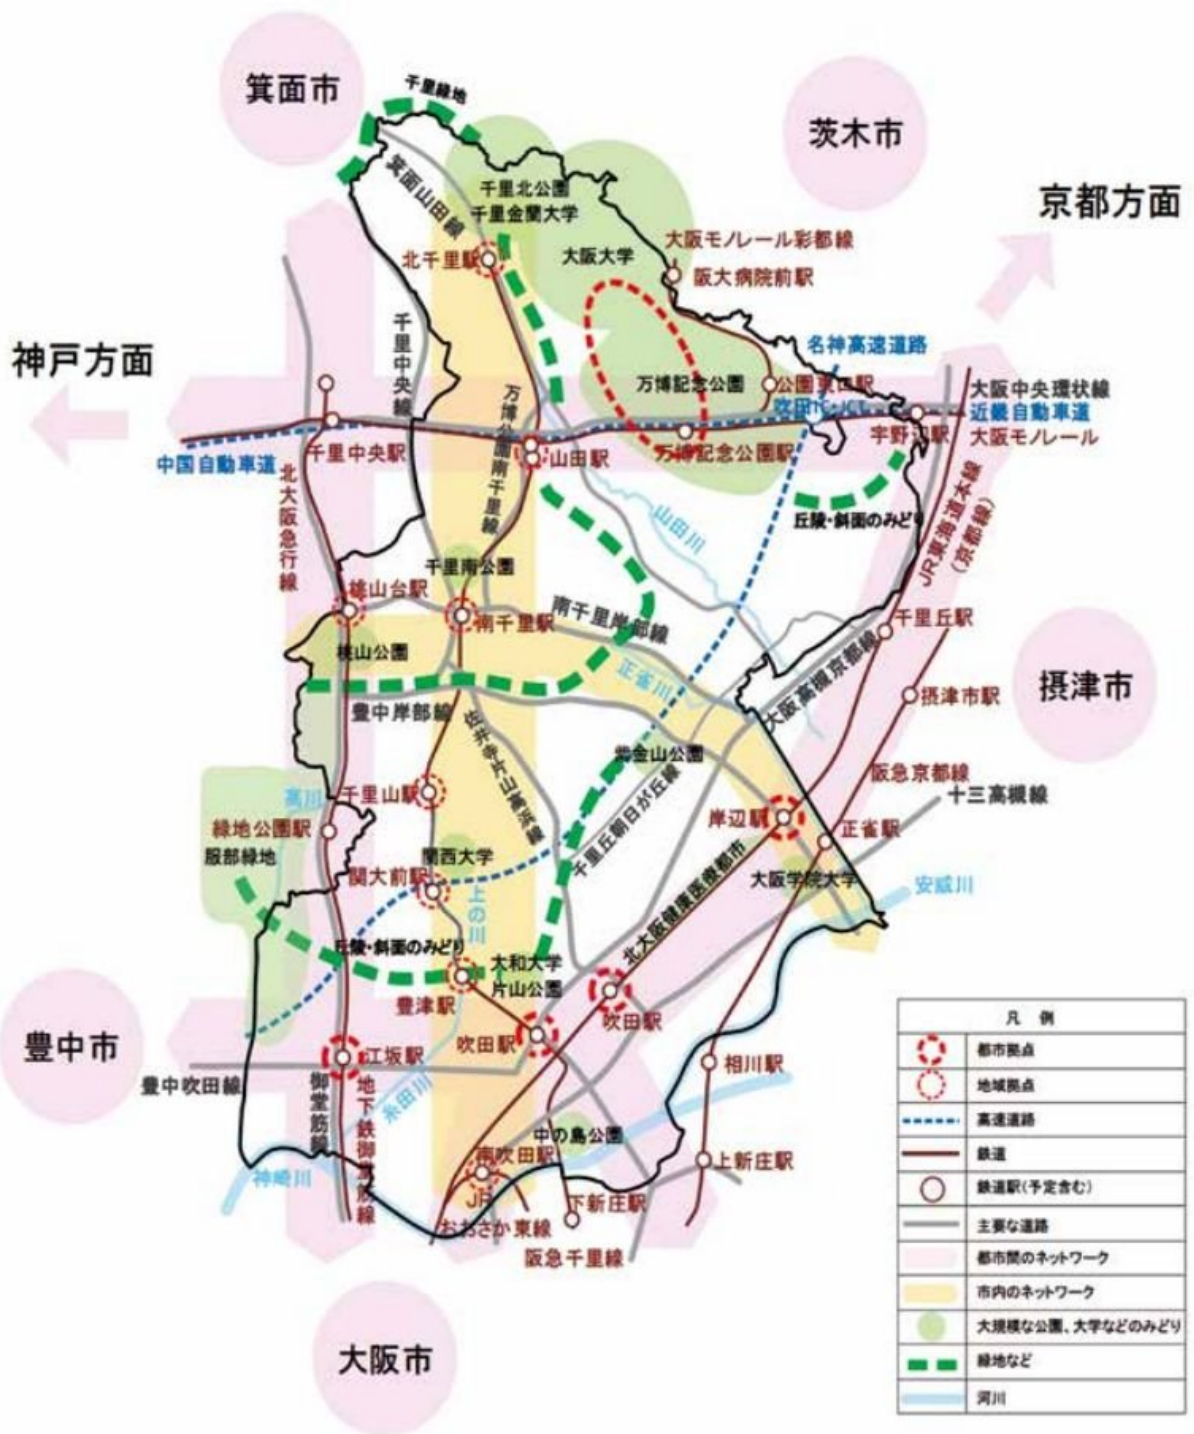 箕面市
千里緑地
茨木市
京都方面
箕面山田線
千里北公園
千里金蘭大学
北千里駅
大阪大学
大阪モノレール彩都線
阪大病院前駅
神戸方面
千里中央線
名神高速道路
万博記念公園
公園東口駅
大阪中央環状線
近畿自動車道
大阪モノレール
吹田IC・JCT
宇野辺駅
万博公園南千里線
中国自動車道
千里中央駅
山田駅
万博記念公園駅
北大阪急行線
山田川
丘陵・斜面のみどり
JR東海道本線
(京都線)
千里南公園
桃山台駅
南千里駅
南千里岸部線
千里丘駅
桃山公園
正雀川
大阪高槻京都線
摂津市駅
摂津市
豊中岸部線
佐井寺片山高浜線
紫金山公園
阪急京都線
十三高槻線
高川
千里山駅
千里丘朝日が丘線
岸辺駅
正雀駅
緑地公園駅
服部緑地
関西大学
関大前駅
上の川
北大阪健康医療都市
大阪学院大学
安威川
丘陵・斜面のみどり
大和大学
片山公園
豊津駅
吹田駅
吹田駅
豊中市
江坂駅
相川駅
豊中吹田線
御堂筋線
地下鉄御堂筋線
糸田川
中の島公園
南吹田駅
上新庄駅
神崎川
JR
おおさか東線
下新庄駅
阪急千里線
大阪市
凡 例
都市拠点
地域拠点
高速道路
鉄道
鉄道駅(予定含む)
主要な道路
都市間のネットワーク
市内のネットワーク
大規模な公園、大学などのみどり
緑地など
河川